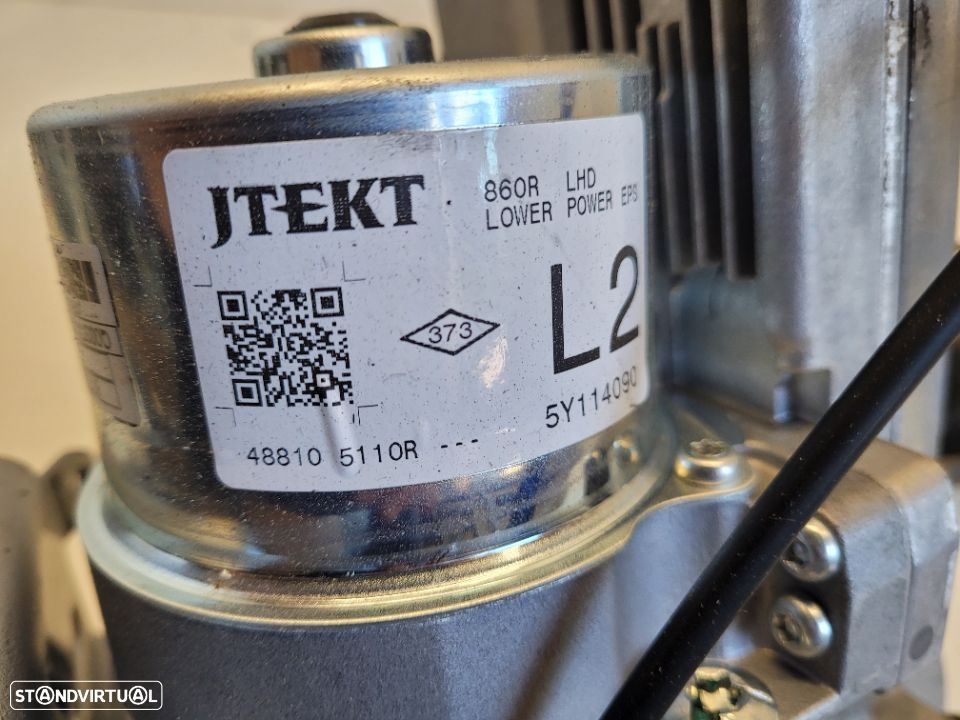 JTEKT
860R LHD
LOWER POWER EPS
L2
373
5Y114090
48810 5110R ---
STANDVIRTUAL